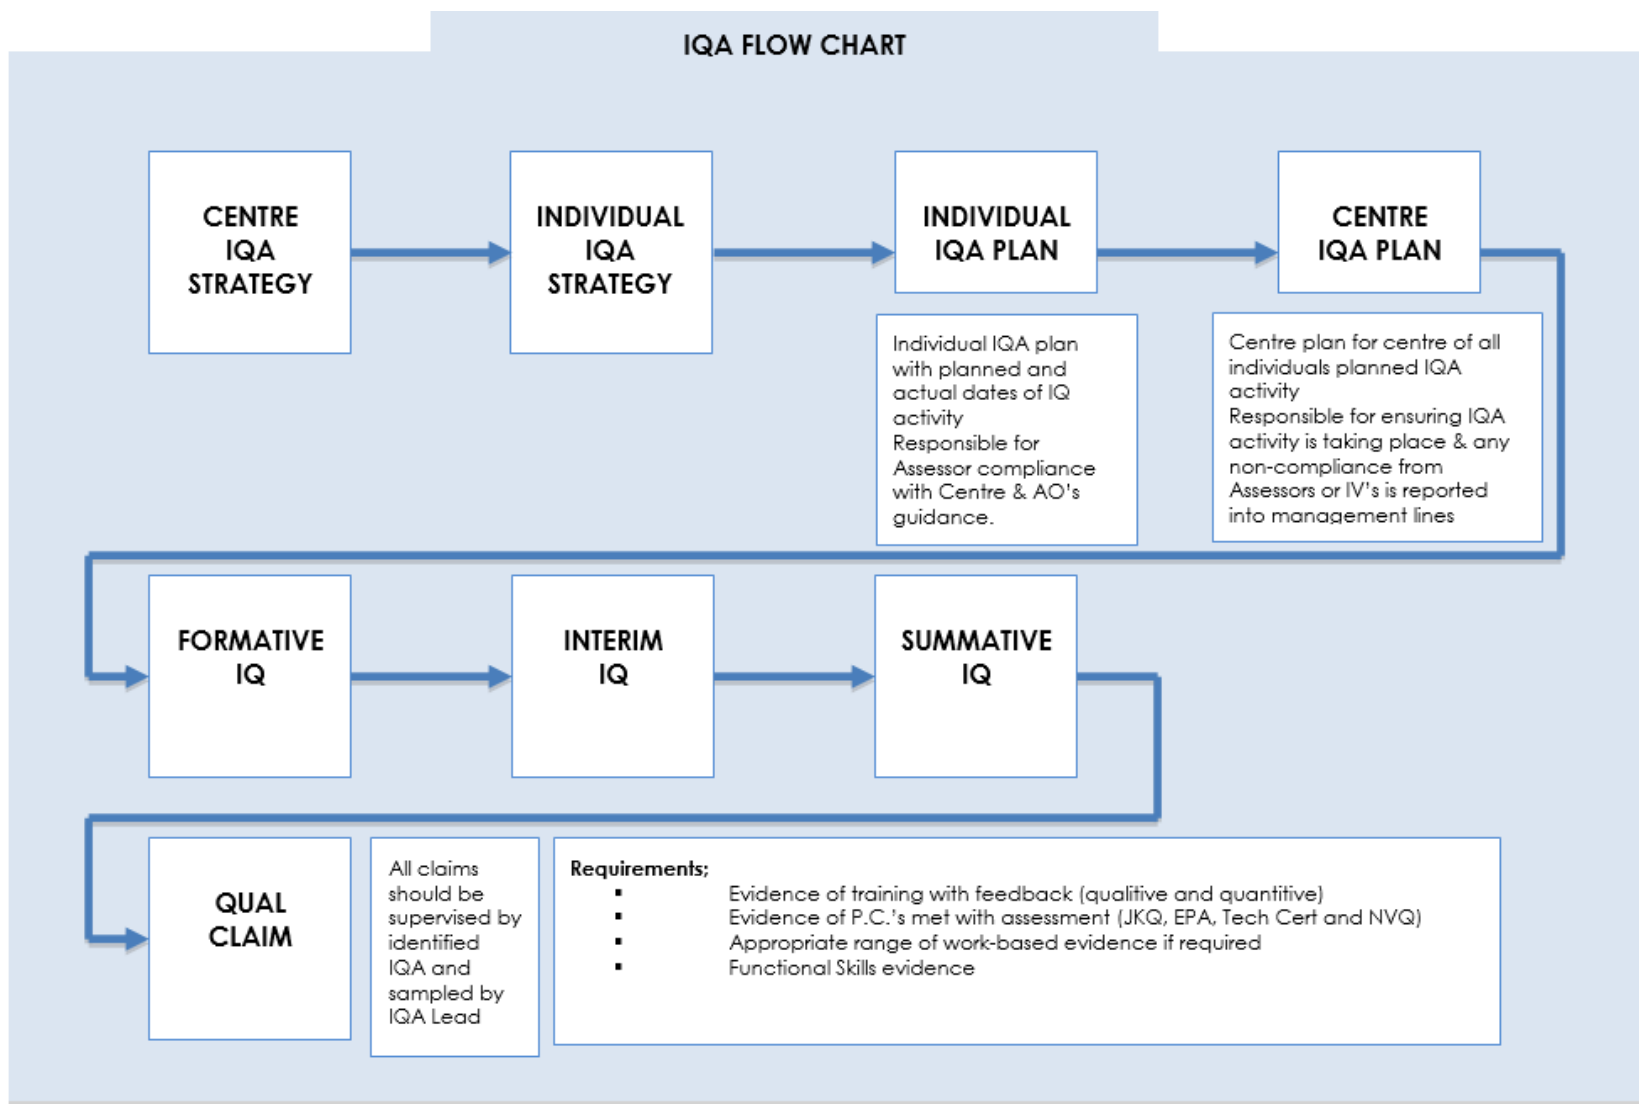 IQA FLOW CHART
CENTRE
IQA
STRATEGY
INDIVIDUAL
IQA
STRATEGY
INDIVIDUAL
IQA PLAN
CENTRE
IQA PLAN
Individual IQA plan
with planned and
actual dates of IQ
activity
Responsible for
Assessor compliance
with Centre & AO's
guidance.
Centre plan for centre of all
individuals planned IQA
activity
Responsible for ensuring IQA
activity is taking place & any
non-compliance from
Assessors or IV's is reported
into management lines
FORMATIVE
IQ
INTERIM
IQ
SUMMATIVE
IQ
QUAL
CLAIM
All claims
should be
supervised by
identified
IQA and
sampled by
IQA Lead
Requirements;
▪ Evidence of training with feedback (qualitive and quantitive)
▪ Evidence of P.C.'s met with assessment (JKQ, EPA, Tech Cert and NVQ)
▪ Appropriate range of work-based evidence if required
▪ Functional Skills evidence